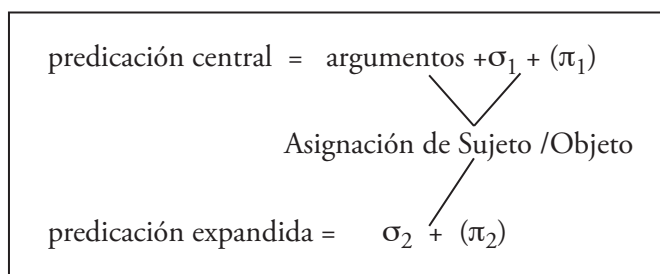 predicación central = argumentos +σ₁ + (π₁)
Asignación de Sujeto /Objeto
predicación expandida = σ₂ + (π₂)